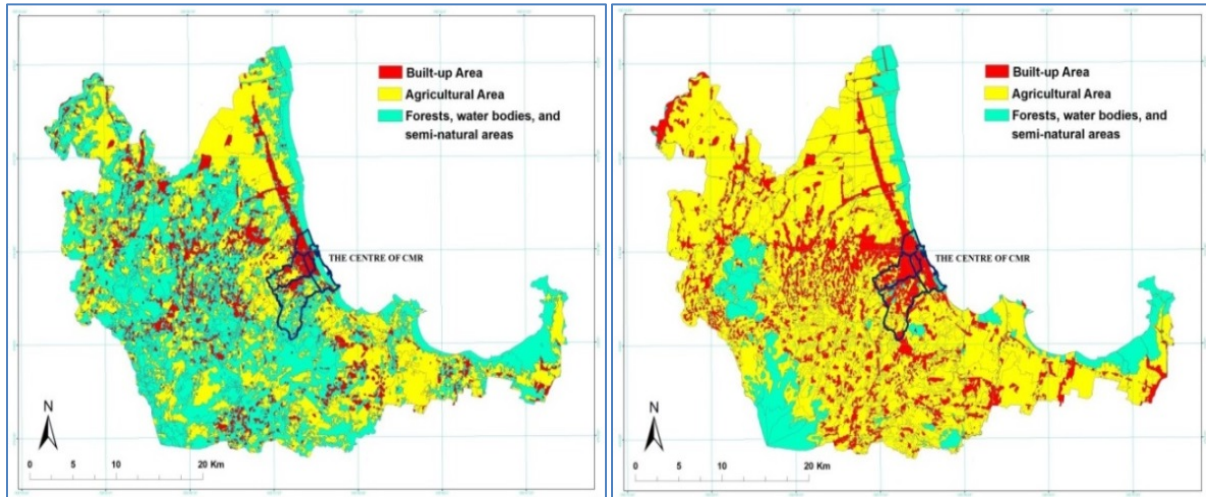 Built-up Area
Agricultural Area
Forests, water bodies, and
semi-natural areas
THE CENTRE OF CMR
N
0 5 10 20 Km
Built-up Area
Agricultural Area
Forests, water bodies, and
semi-natural areas
THE CENTRE OF CMR
N
0 5 10 20 Km